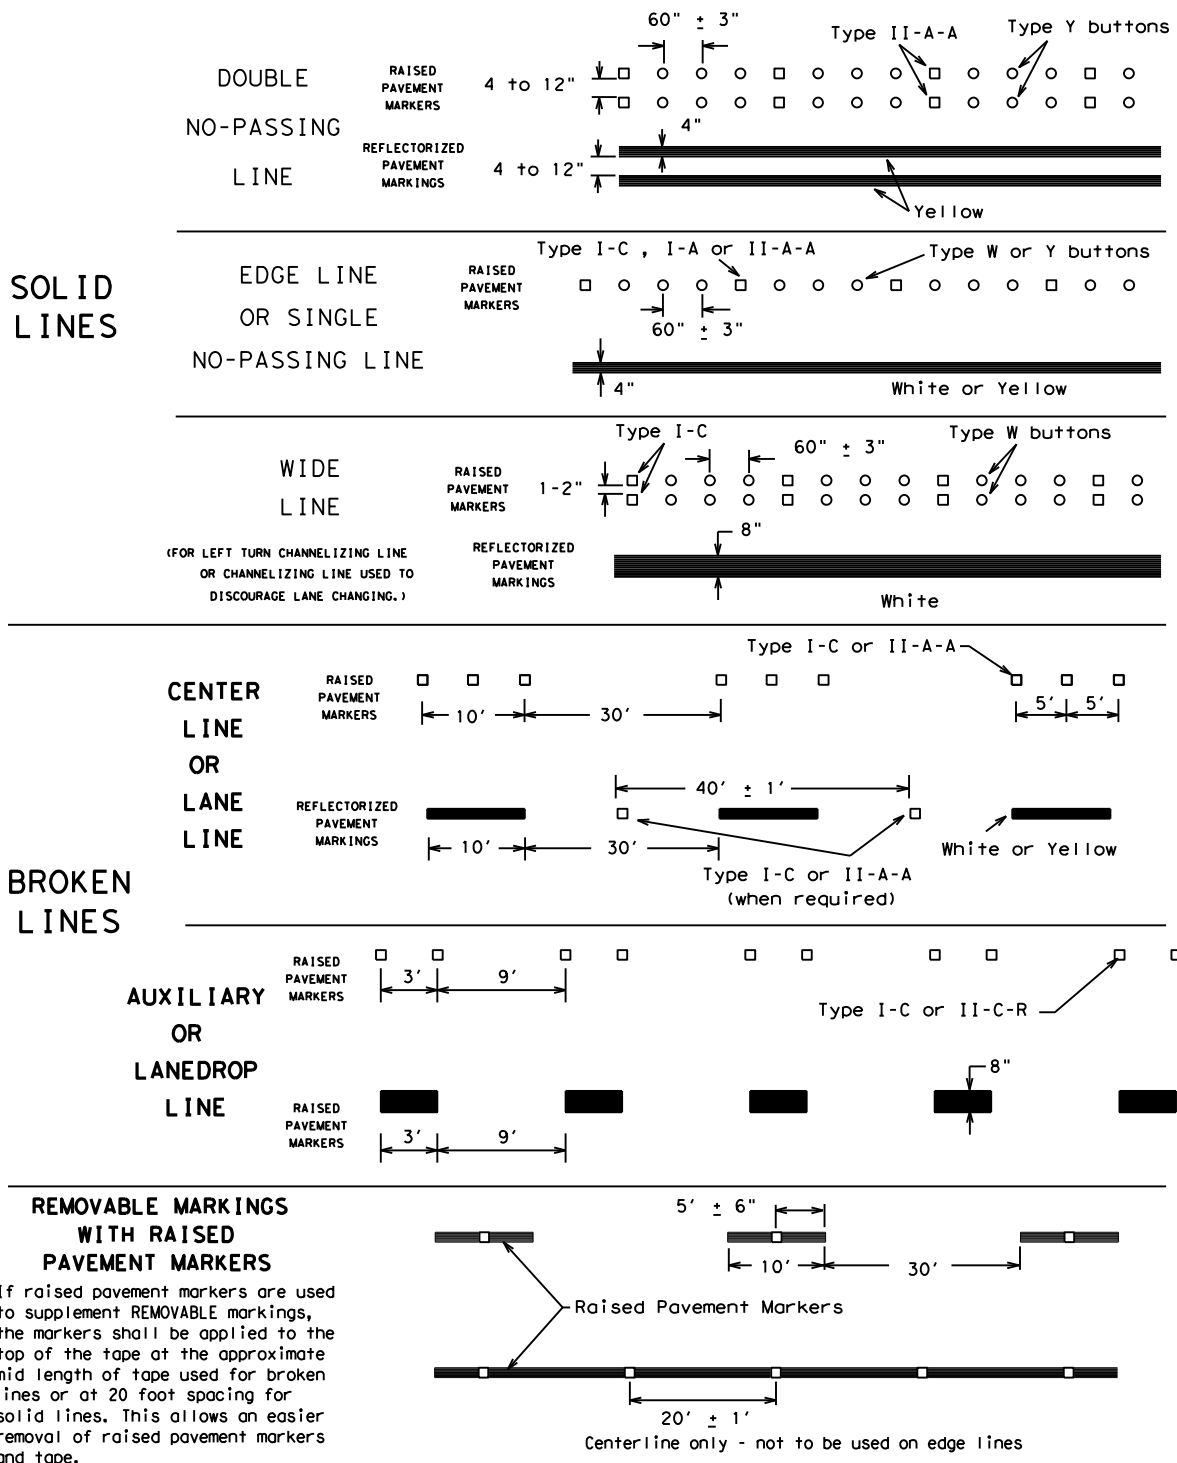 60" ± 3"
Type II-A-A
Type Y buttons
DOUBLE
NO-PASSING
LINE
RAISED
PAVEMENT
MARKERS
4 to 12"
4"
REFLECTORIZED
PAVEMENT
MARKINGS
4 to 12"
Yellow
SOLID
LINES
EDGE LINE
OR SINGLE
NO-PASSING LINE
RAISED
PAVEMENT
MARKERS
Type I-C , I-A or II-A-A
Type W or Y buttons
60" ± 3"
4"
White or Yellow
WIDE
LINE
(FOR LEFT TURN CHANNELIZING LINE
OR CHANNELIZING LINE USED TO
DISCOURAGE LANE CHANGING.)
RAISED
PAVEMENT
MARKERS
1-2"
Type I-C
60" ± 3"
Type W buttons
REFLECTORIZED
PAVEMENT
MARKINGS
8"
White
BROKEN
LINES
CENTER
LINE
OR
LANE
LINE
RAISED
PAVEMENT
MARKERS
Type I-C or II-A-A
10'
30'
5'
5'
REFLECTORIZED
PAVEMENT
MARKINGS
40' ± 1'
10'
30'
Type I-C or II-A-A
(when required)
White or Yellow
AUXILIARY
OR
LANEDROP
LINE
RAISED
PAVEMENT
MARKERS
3'
9'
Type I-C or II-C-R
RAISED
PAVEMENT
MARKERS
3'
9'
8"
REMOVABLE MARKINGS
WITH RAISED
PAVEMENT MARKERS
If raised pavement markers are used
to supplement REMOVABLE markings,
the markers shall be applied to the
top of the tape at the approximate
mid length of tape used for broken
lines or at 20 foot spacing for
solid lines. This allows an easier
removal of raised pavement markers
and tape.
5' ± 6"
10'
30'
Raised Pavement Markers
20' ± 1'
Centerline only - not to be used on edge lines